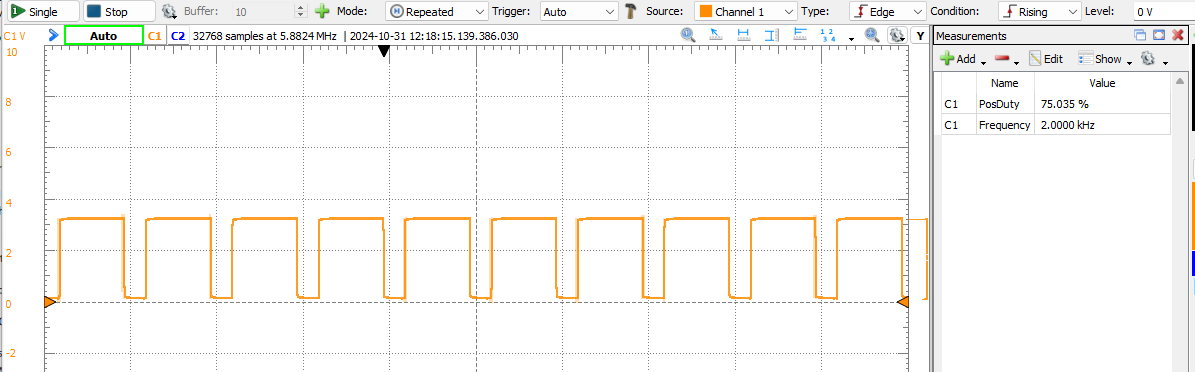 Single Stop Buffer: 10 Mode: Repeated Trigger: Auto Source: Channel 1 Type: Edge Condition: Rising Level: 0 V
C1 V Auto C1 C2 32768 samples at 5.8824 MHz | 2024-10-31 12:18:15.139.386.030 Y
Measurements
Add Edit Show
Name Value
C1 PosDuty 75.035 %
C1 Frequency 2.0000 kHz
10
8
6
4
2
0
-2